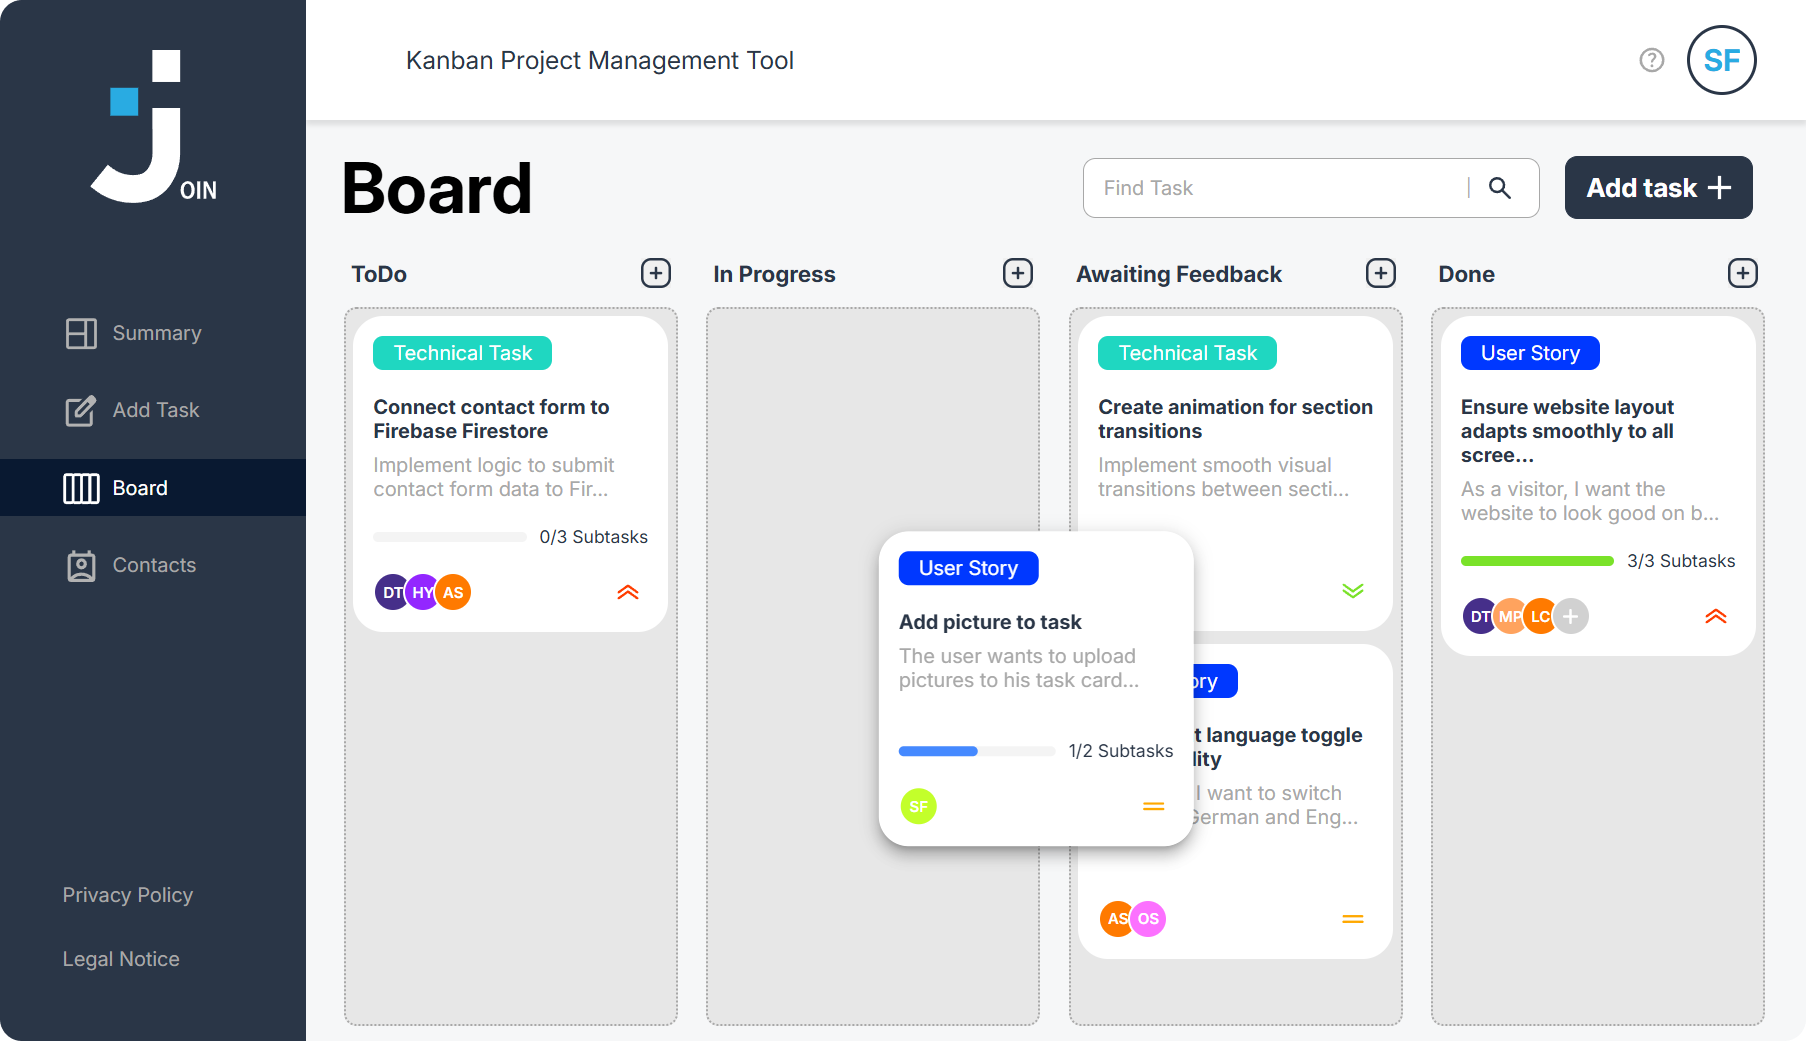 OIN
Summary
Add Task
Board
Contacts
Privacy Policy
Legal Notice
Kanban Project Management Tool
?
SF
Board
Find Task
Add task
ToDo
In Progress
Awaiting Feedback
Done
Technical Task
Connect contact form to
Firebase Firestore
Implement logic to submit
contact form data to Fir...
0/3 Subtasks
DT HY AS
User Story
Add picture to task
The user wants to upload
pictures to his task card...
1/2 Subtasks
SF
Technical Task
Create animation for section
transitions
Implement smooth visual
transitions between secti...
ory
t language toggle
lity
I want to switch
German and Eng...
AS OS
User Story
Ensure website layout
adapts smoothly to all
scree...
As a visitor, I want the
website to look good on b...
3/3 Subtasks
DT MP LC +